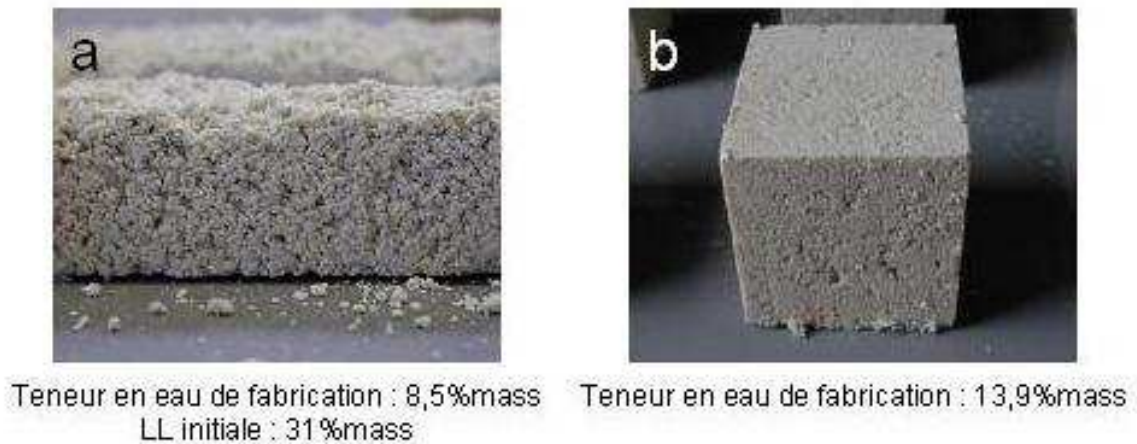 a
b
Teneur en eau de fabrication : 8,5%mass
LL initiale : 31%mass
Teneur en eau de fabrication : 13,9%mass